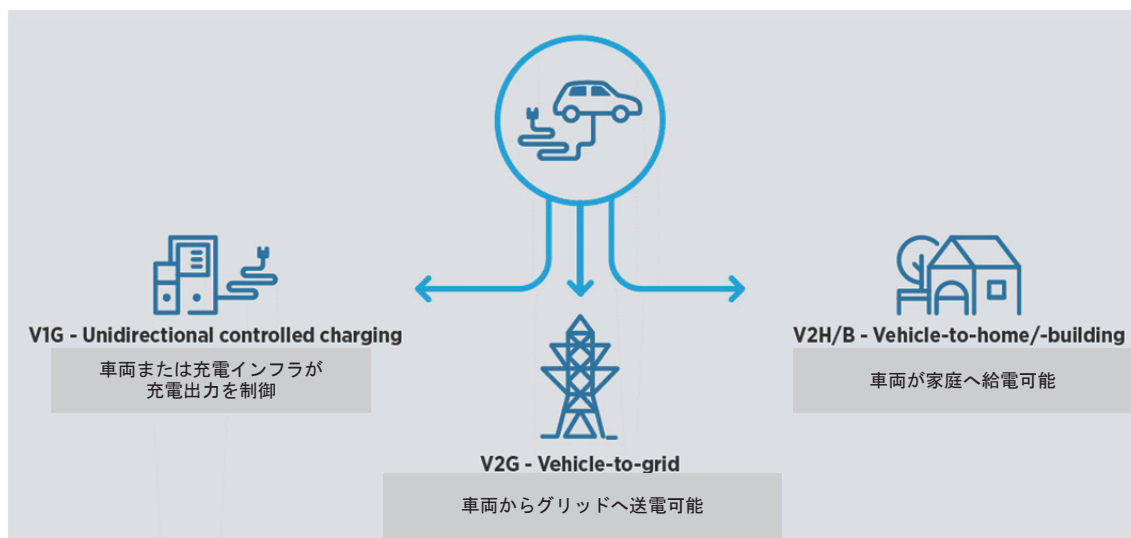 V1G - Unidirectional controlled charging
車両または充電インフラが
充電出力を制御
V2G - Vehicle-to-grid
車両からグリッドへ送電可能
V2H/B - Vehicle-to-home/-building
車両が家庭へ給電可能